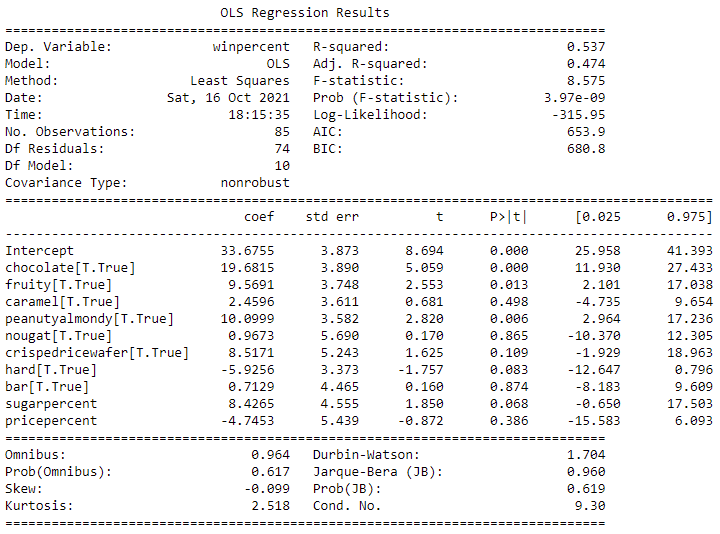 OLS Regression Results
==============================================================================
Dep. Variable:             winpercent   R-squared:                       0.537
Model:                            OLS   Adj. R-squared:                  0.474
Method:                 Least Squares   F-statistic:                     8.575
Date:                Sat, 16 Oct 2021   Prob (F-statistic):           3.97e-09
Time:                        18:15:35   Log-Likelihood:                -315.95
No. Observations:                  85   AIC:                             653.9
Df Residuals:                      74   BIC:                             680.8
Df Model:                          10
Covariance Type:            nonrobust
==========================================================================================
                               coef    std err          t      P>|t|      [0.025      0.975]
------------------------------------------------------------------------------------------
Intercept                   33.6755      3.873      8.694      0.000      25.958      41.393
chocolate[T.True]           19.6815      3.890      5.059      0.000      11.930      27.433
fruity[T.True]               9.5691      3.748      2.553      0.013       2.101      17.038
caramel[T.True]              2.4596      3.611      0.681      0.498      -4.735       9.654
peanutyalmondy[T.True]      10.0999      3.582      2.820      0.006       2.964      17.236
nougat[T.True]               0.9673      5.690      0.170      0.865     -10.370      12.305
crispedricewafer[T.True]     8.5171      5.243      1.625      0.109      -1.929      18.963
hard[T.True]                -5.9256      3.373     -1.757      0.083     -12.647       0.796
bar[T.True]                  0.7129      4.465      0.160      0.874      -8.183       9.609
sugarpercent                 8.4265      4.555      1.850      0.068      -0.650      17.503
pricepercent                -4.7453      5.439     -0.872      0.386     -15.583       6.093
==============================================================================
Omnibus:                        0.964   Durbin-Watson:                   1.704
Prob(Omnibus):                  0.617   Jarque-Bera (JB):                0.960
Skew:                          -0.099   Prob(JB):                        0.619
Kurtosis:                       2.518   Cond. No.                         9.30
==============================================================================